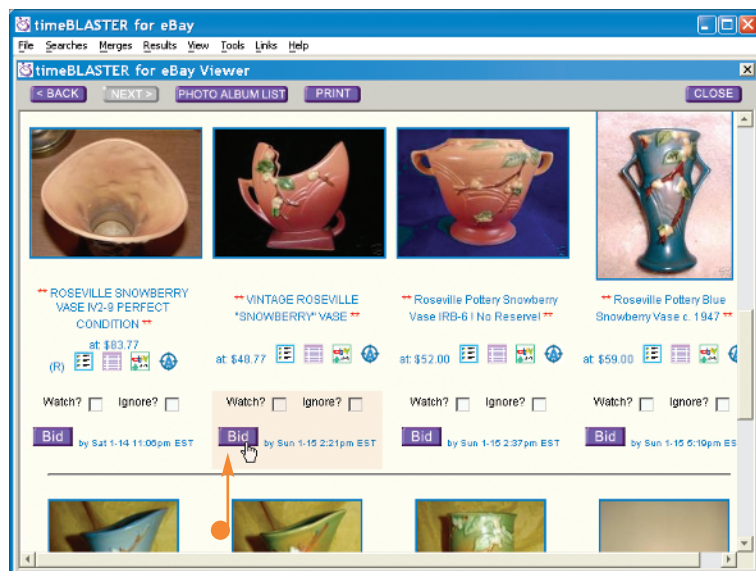 timeBLASTER for eBay
File Searches Merges Results View Tools Links Help
timeBLASTER for eBay Viewer
< BACK NEXT > PHOTO ALBUM LIST PRINT CLOSE
** ROSEVILLE SNOWBERRY
VASE IV2-9 PERFECT
CONDITION **
at $83.77
(R)
Watch? Ignore?
Bid by Sat 1-14 11:06pm EST
** VINTAGE ROSEVILLE
"SNOWBERRY" VASE **
at $48.77
Watch? Ignore?
Bid by Sun 1-15 2:21pm EST
** Roseville Pottery Snowberry
Vase IRB-6 | No Reserve! **
at $52.00
Watch? Ignore?
Bid by Sun 1-15 2:37pm EST
** Roseville Pottery Blue
Snowberry Vase c. 1947 **
at $59.00
Watch? Ignore?
Bid by Sun 1-15 5:19pm ES